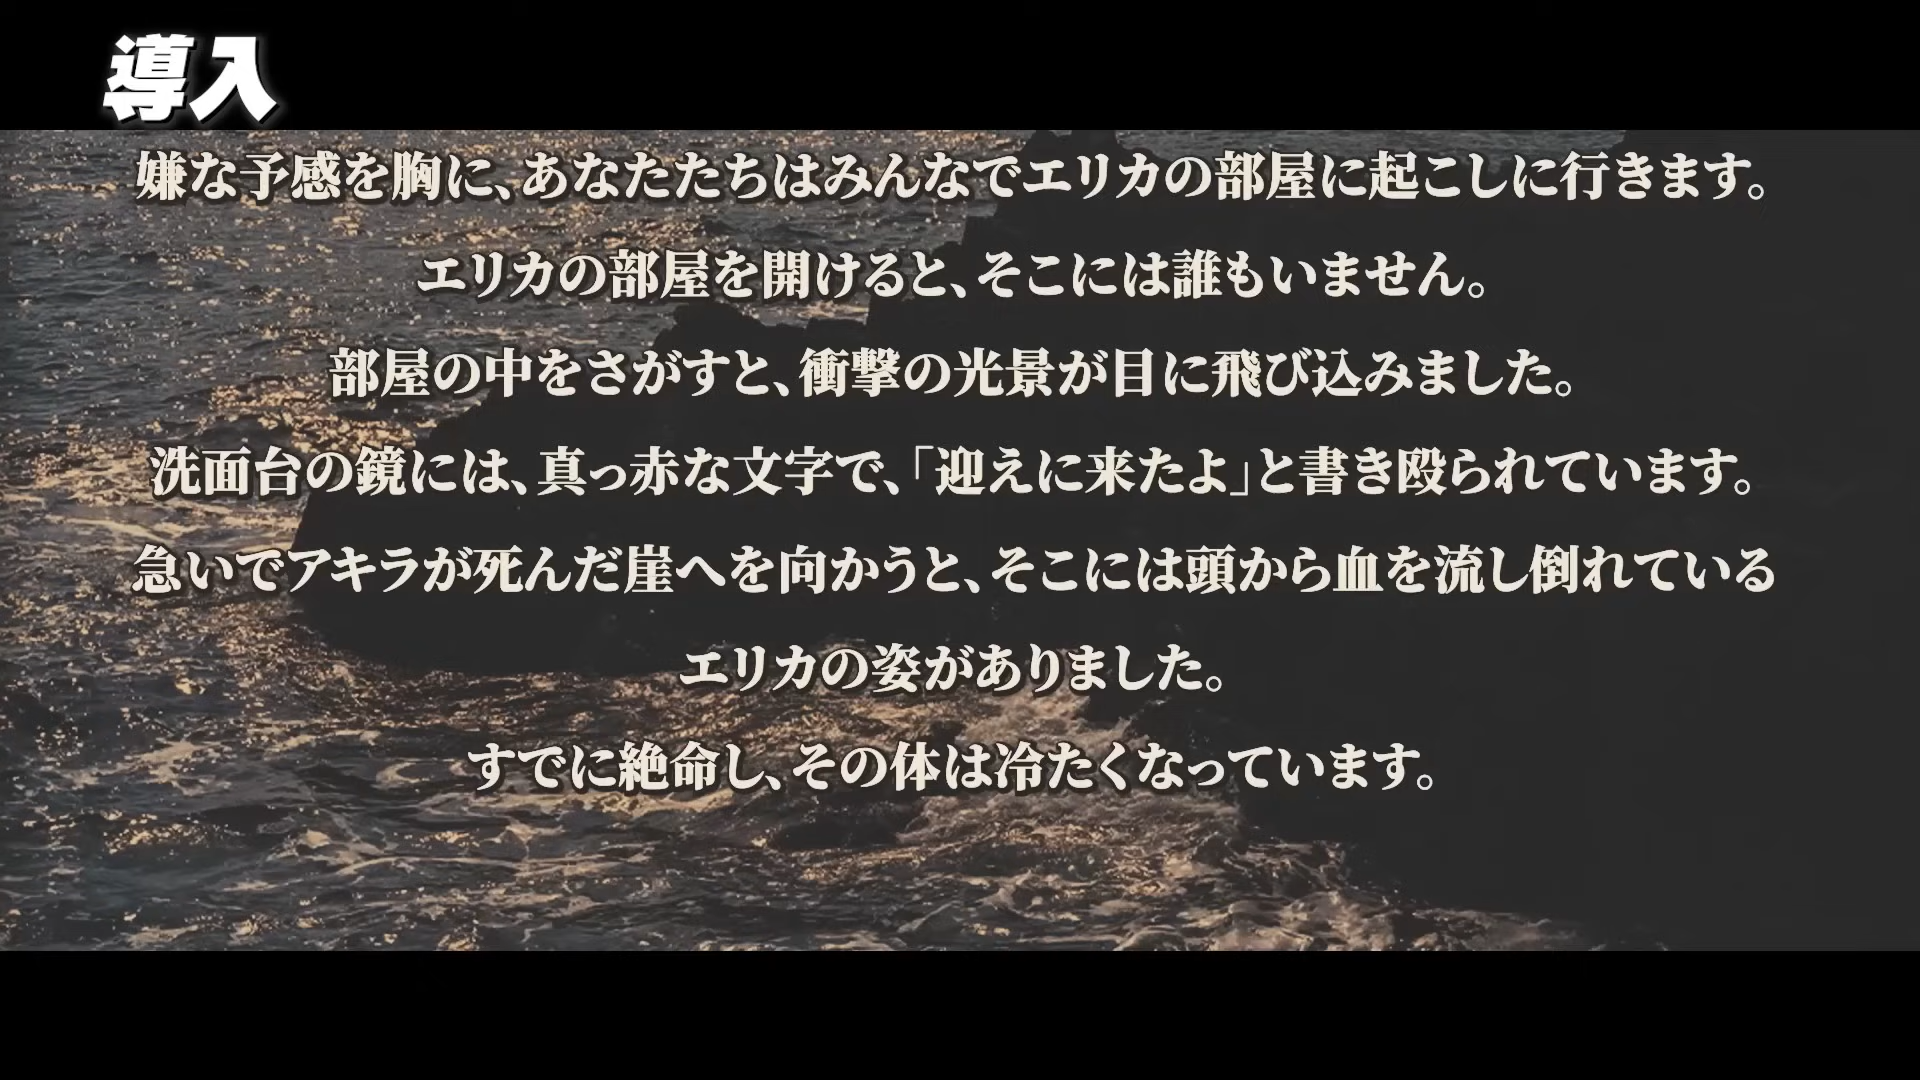 導入
嫌な予感を胸に、あなたたちはみんなでエリカの部屋に起こしに行きます。
エリカの部屋を開けると、そこには誰もいません。
部屋の中をさがすと、衝撃の光景が目に飛び込みました。
洗面台の鏡には、真っ赤な文字で、「迎えに来たよ」と書き殴られています。
急いでアキラが死んだ崖へを向かうと、そこには頭から血を流し倒れている
エリカの姿がありました。
すでに絶命し、その体は冷たくなっています。